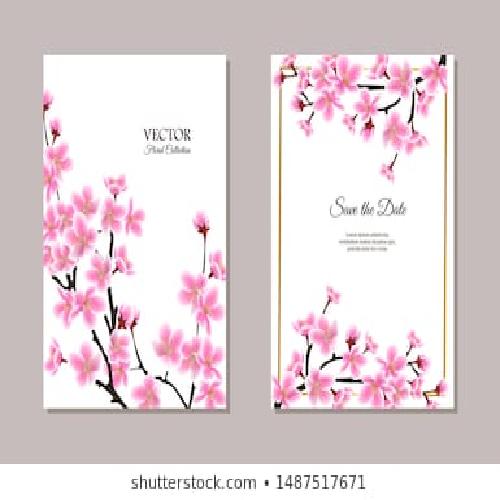 VECTOR
Floral Collection
Save the Date
shutterstock.com • 1487517671